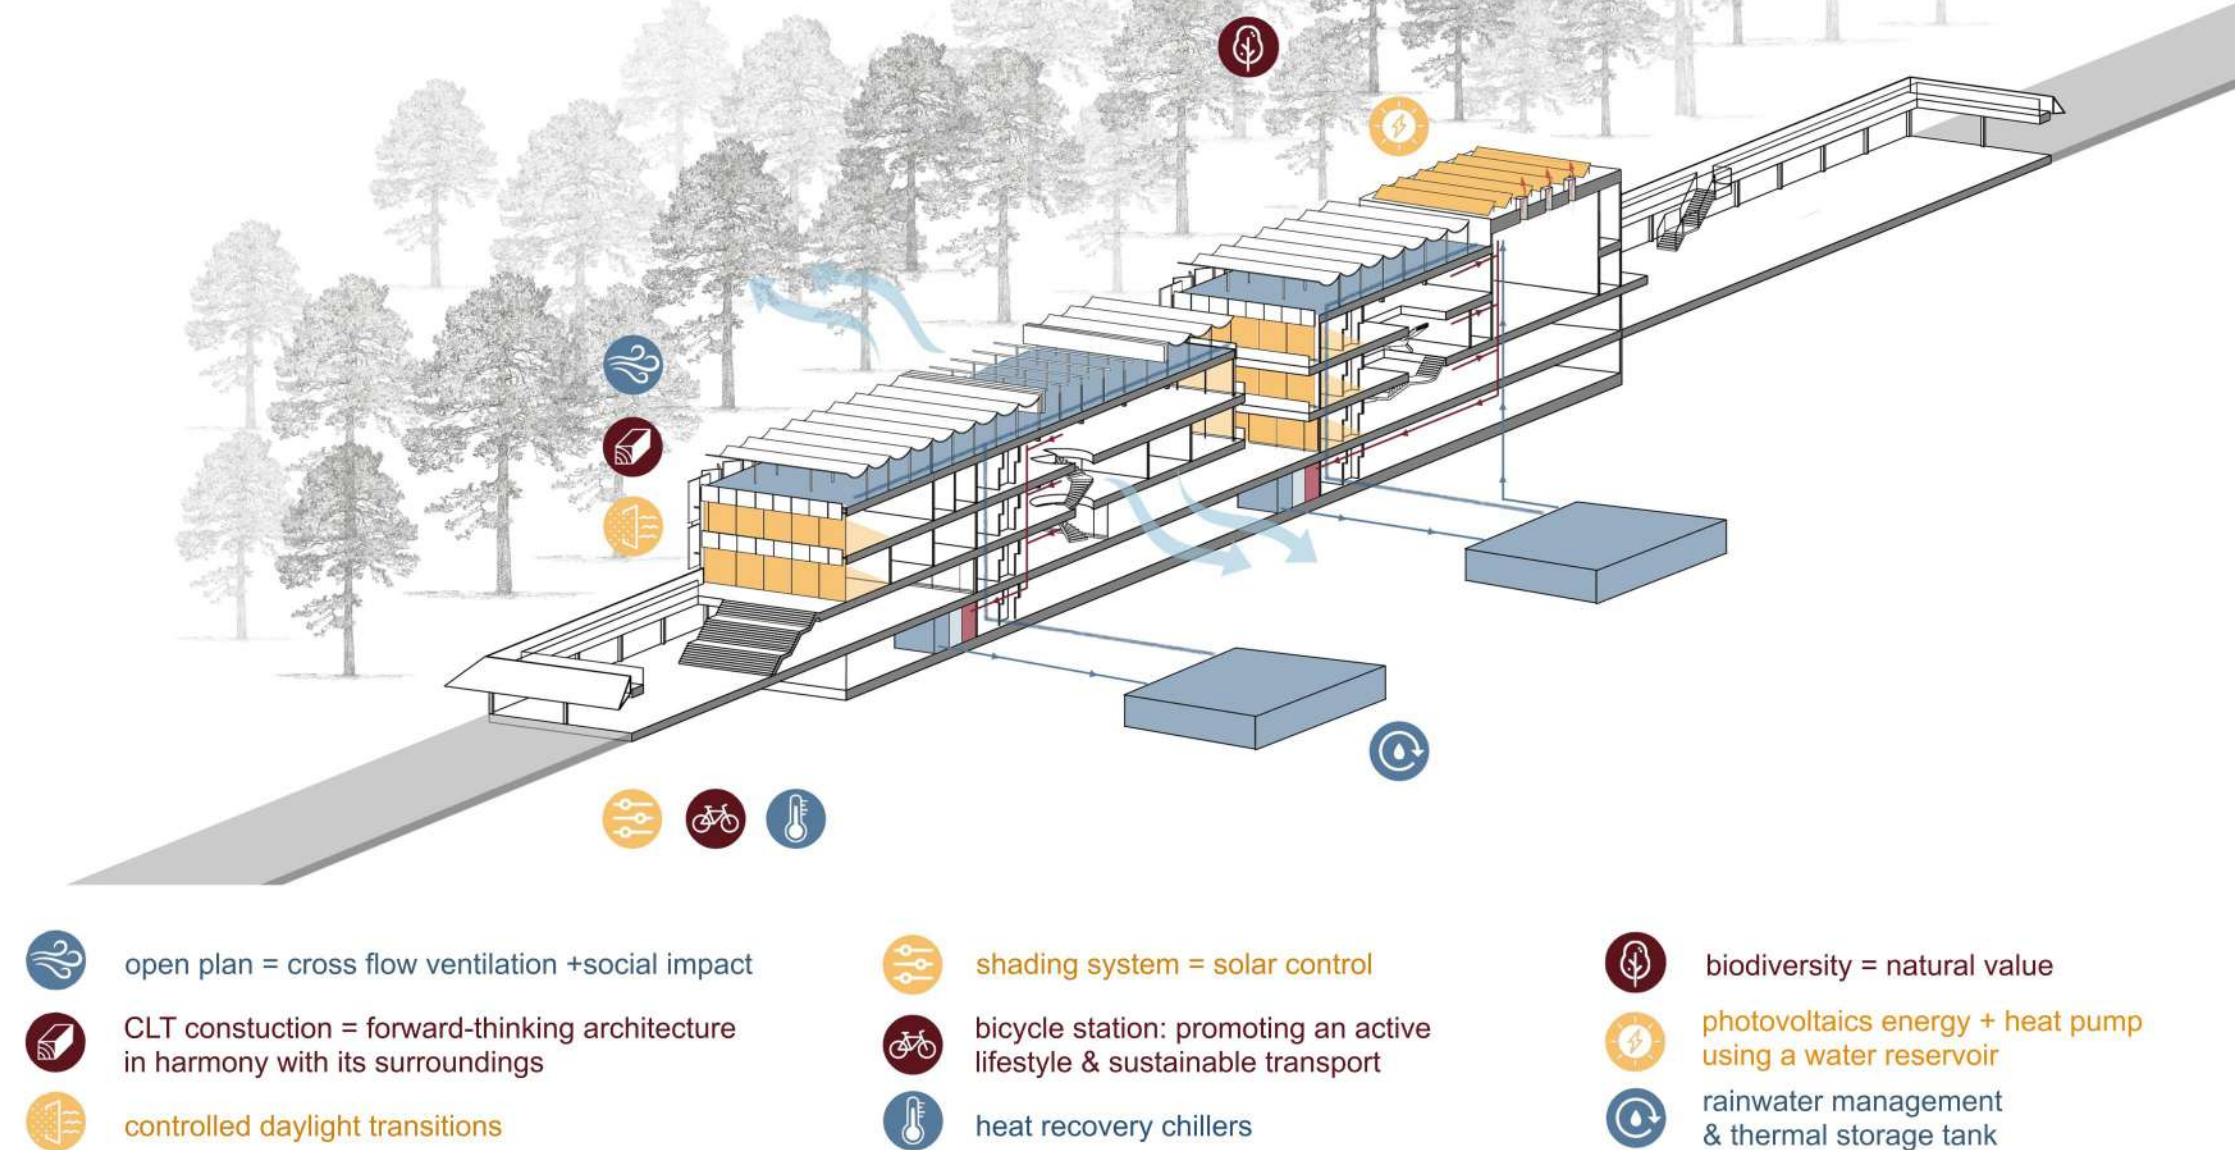 open plan = cross flow ventilation +social impact
CLT constuction = forward-thinking architecture
in harmony with its surroundings
controlled daylight transitions
shading system = solar control
bicycle station: promoting an active
lifestyle & sustainable transport
heat recovery chillers
biodiversity = natural value
photovoltaics energy + heat pump
using a water reservoir
rainwater management
& thermal storage tank